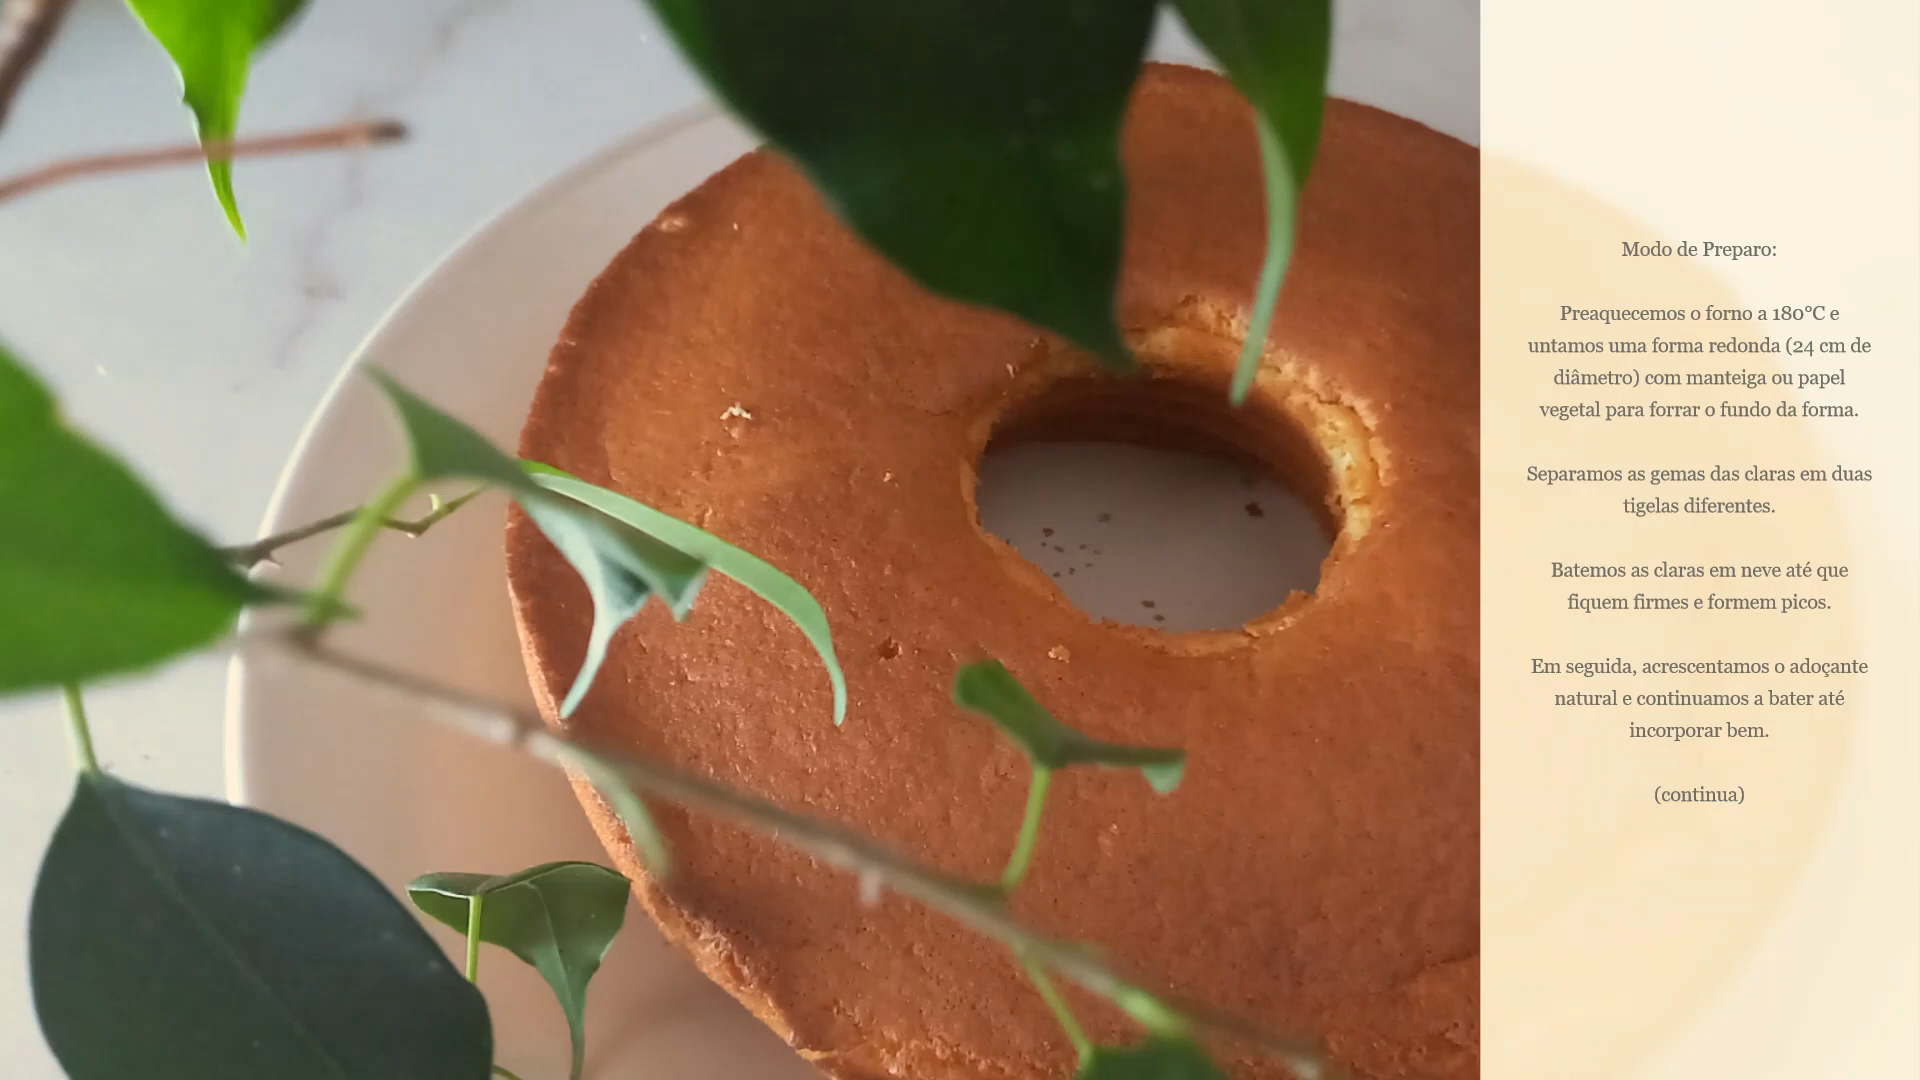 Modo de Preparo:
Preaquecemos o forno a 180°C e
untamos uma forma redonda (24 cm de
diâmetro) com manteiga ou papel
vegetal para forrar o fundo da forma.
Separamos as gemas das claras em duas
tigelas diferentes.
Batemos as claras em neve até que
fiquem firmes e formem picos.
Em seguida, acrescentamos o adoçante
natural e continuamos a bater até
incorporar bem.
(continua)